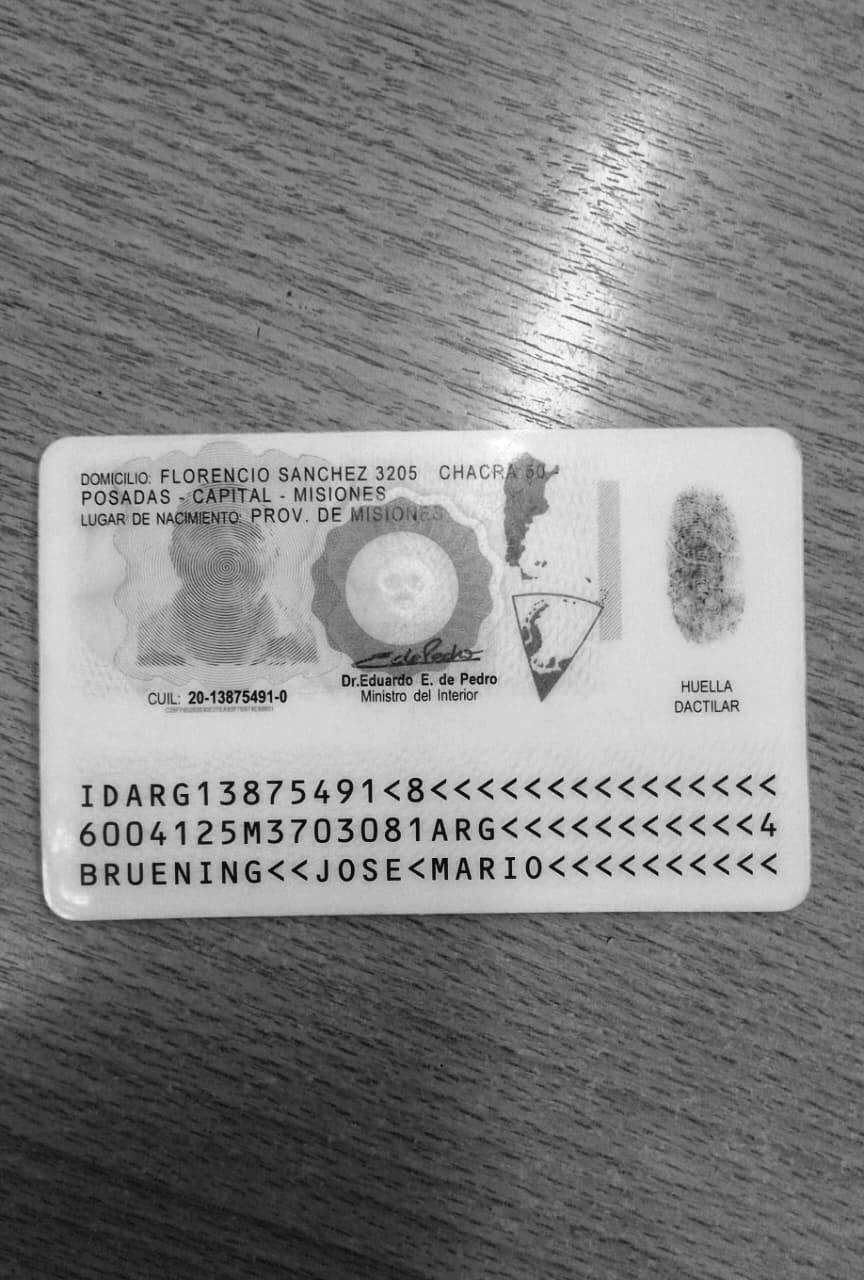 DOMICILIO: FLORENCIO SANCHEZ 3205 CHACRA 50 -
POSADAS - CAPITAL - MISIONES
LUGAR DE NACIMIENTO: PROV. DE MISIONES
CUIL: 20-13875491-0
Dr.Eduardo E. de Pedro
Ministro del Interior
HUELLA
DACTILAR
IDARG13875491<8<<<<<<<<<<<<<<<
6004125M3703081ARG<<<<<<<<<<<4
BRUENING<<JOSE<MARIO<<<<<<<<<<